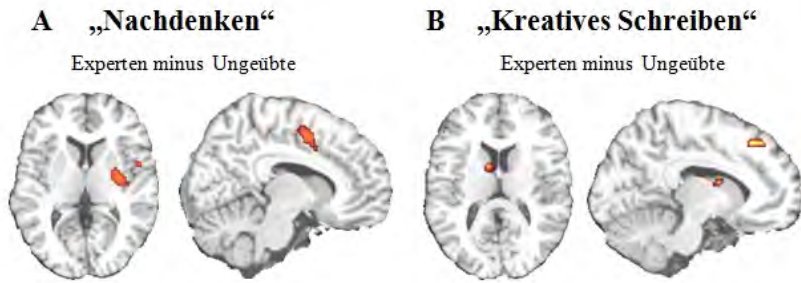 A „Nachdenken“
Experten minus Ungeübte
B „Kreatives Schreiben“
Experten minus Ungeübte